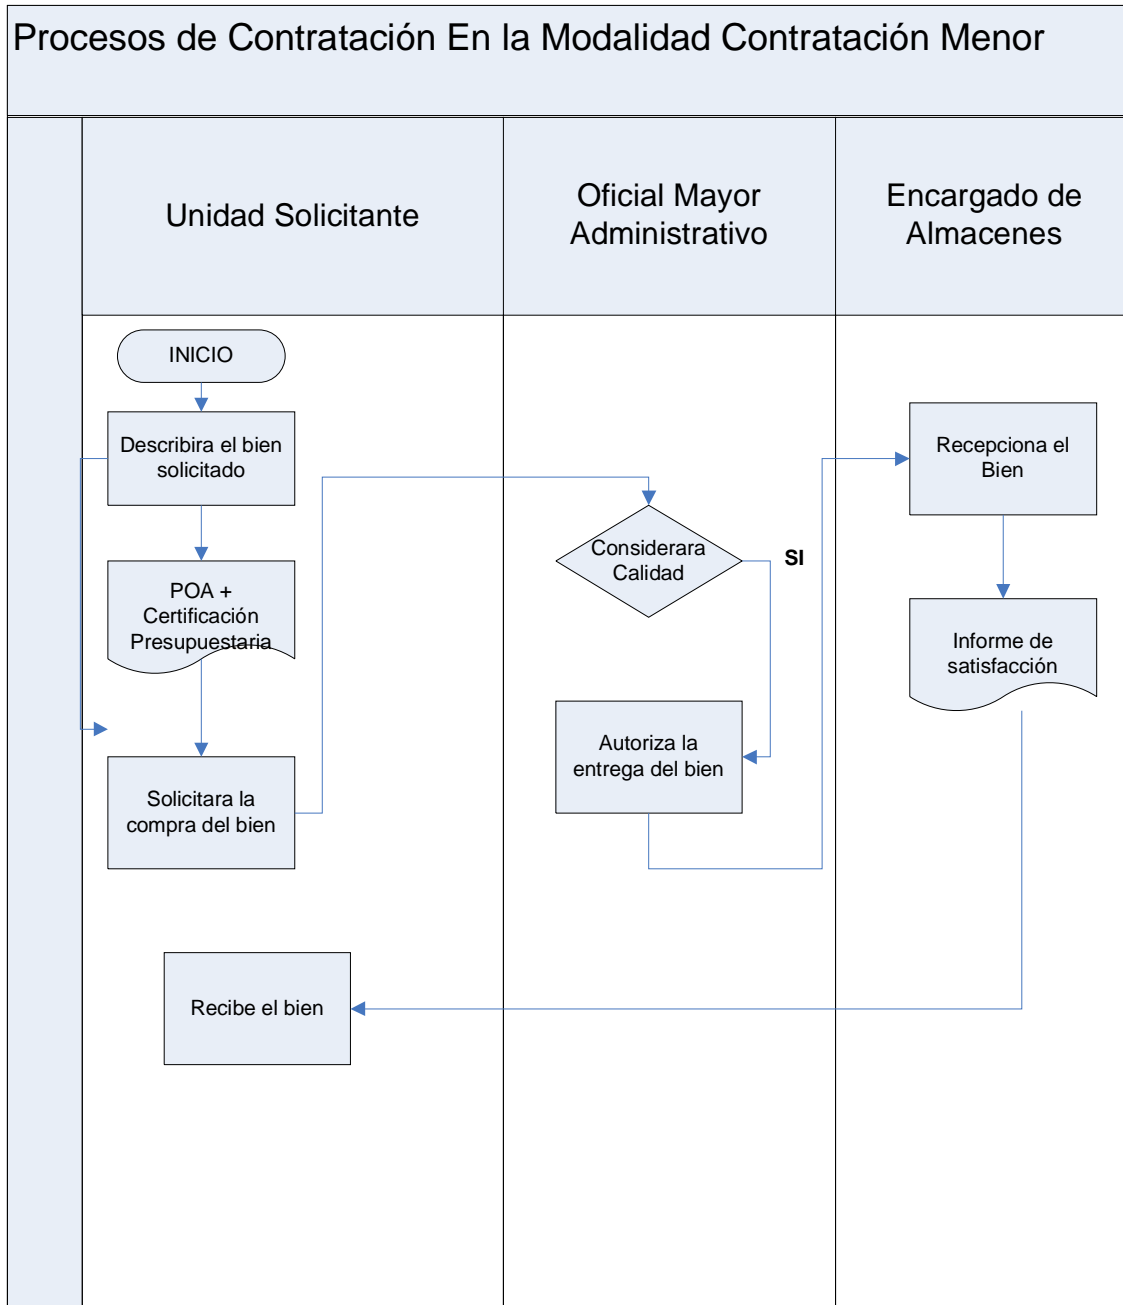 Procesos de Contratación En la Modalidad Contratación Menor
Unidad Solicitante
Oficial Mayor
Administrativo
Encargado de
Almacenes
INICIO
Describira el bien
solicitado
POA +
Certificación
Presupuestaria
Solicitara la
compra del bien
Recibe el bien
Considerara
Calidad
SI
Autoriza la
entrega del bien
Recepciona el
Bien
Informe de
satisfacción